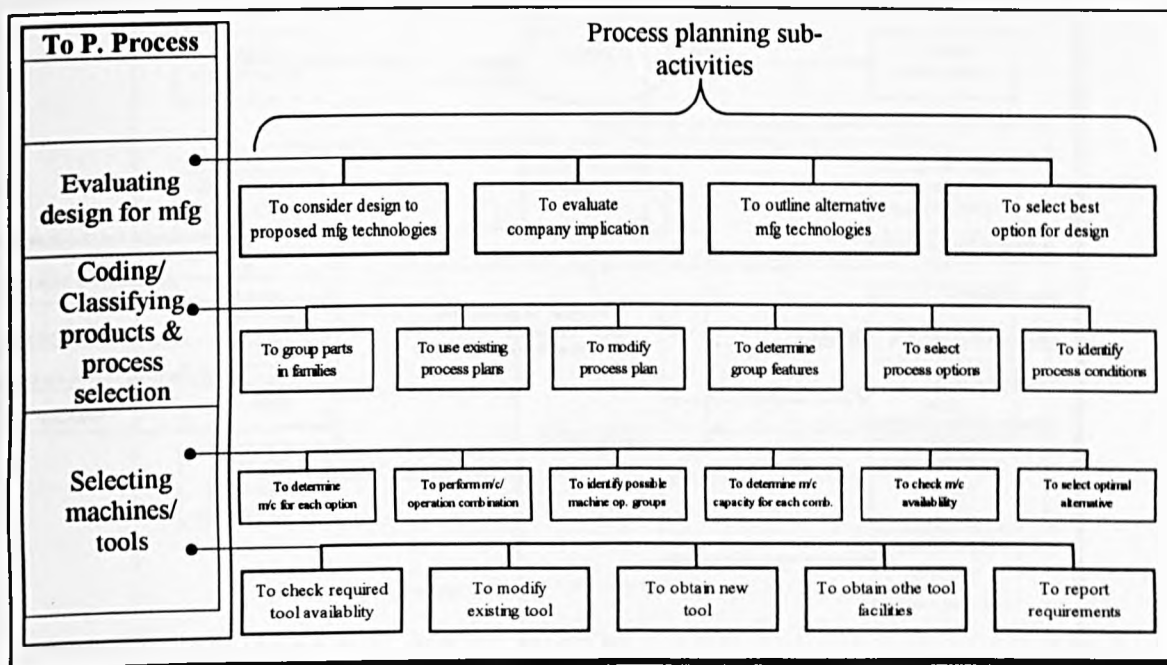 To P. Process
Process planning sub-
activities
Evaluating
design for mfg
To consider design to
proposed mfg technologies
To evaluate
company implication
To outline alternative
mfg technologies
To select best
option for design
Coding/
Classifying
products &
process
selection
To group parts
in families
To use existing
process plans
To modify
process plan
To determine
group features
To select
process options
To identify
process conditions
Selecting
machines/
tools
To determine
m/c for each option
To perform m/c/
operation combination
To identify possible
machine op. groups
To determine m/c
capacity for each comb.
To check m/c
availability
To select optimal
alternative
To check required
tool availablity
To modify
existing tool
To obtain new
tool
To obtain othe tool
facilities
To report
requirements